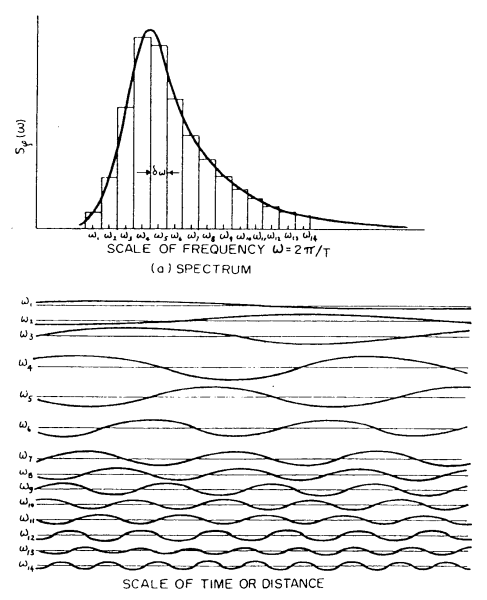 Sρ(ω)
δω
ω₁ ω₂ ω₃ ω₄ ω₅ ω₆ ω₇ ω₈ ω₉ ω₁₀ ω₁₁ ω₁₂ ω₁₃ ω₁₄
SCALE OF FREQUENCY ω = 2π/T
(a) SPECTRUM
ω₁
ω₂
ω₃
ω₄
ω₅
ω₆
ω₇
ω₈
ω₉
ω₁₀
ω₁₁
ω₁₂
ω₁₃
ω₁₄
SCALE OF TIME OR DISTANCE